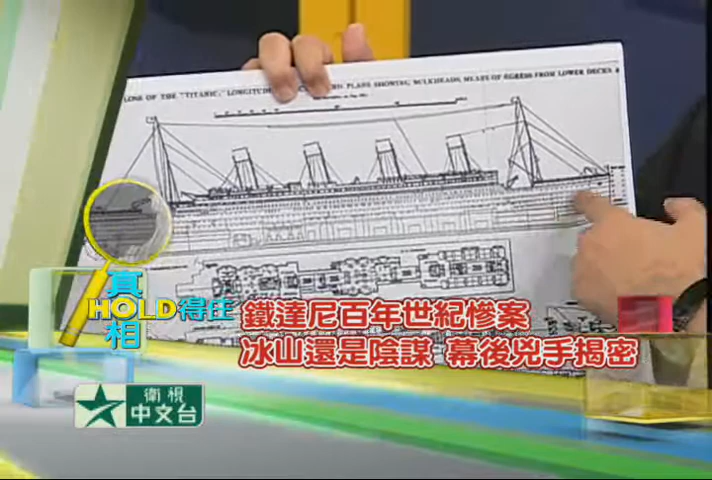 LOSS OF THE "TITANIC," LONGITUDINAL PLANS SHOWING BULKHEADS, MEANS OF EGRESS FROM LOWER DECKS &
真
HOLD得住
相
鐵達尼百年世紀慘案
冰山還是陰謀 幕後兇手揭密
衛視
中文台